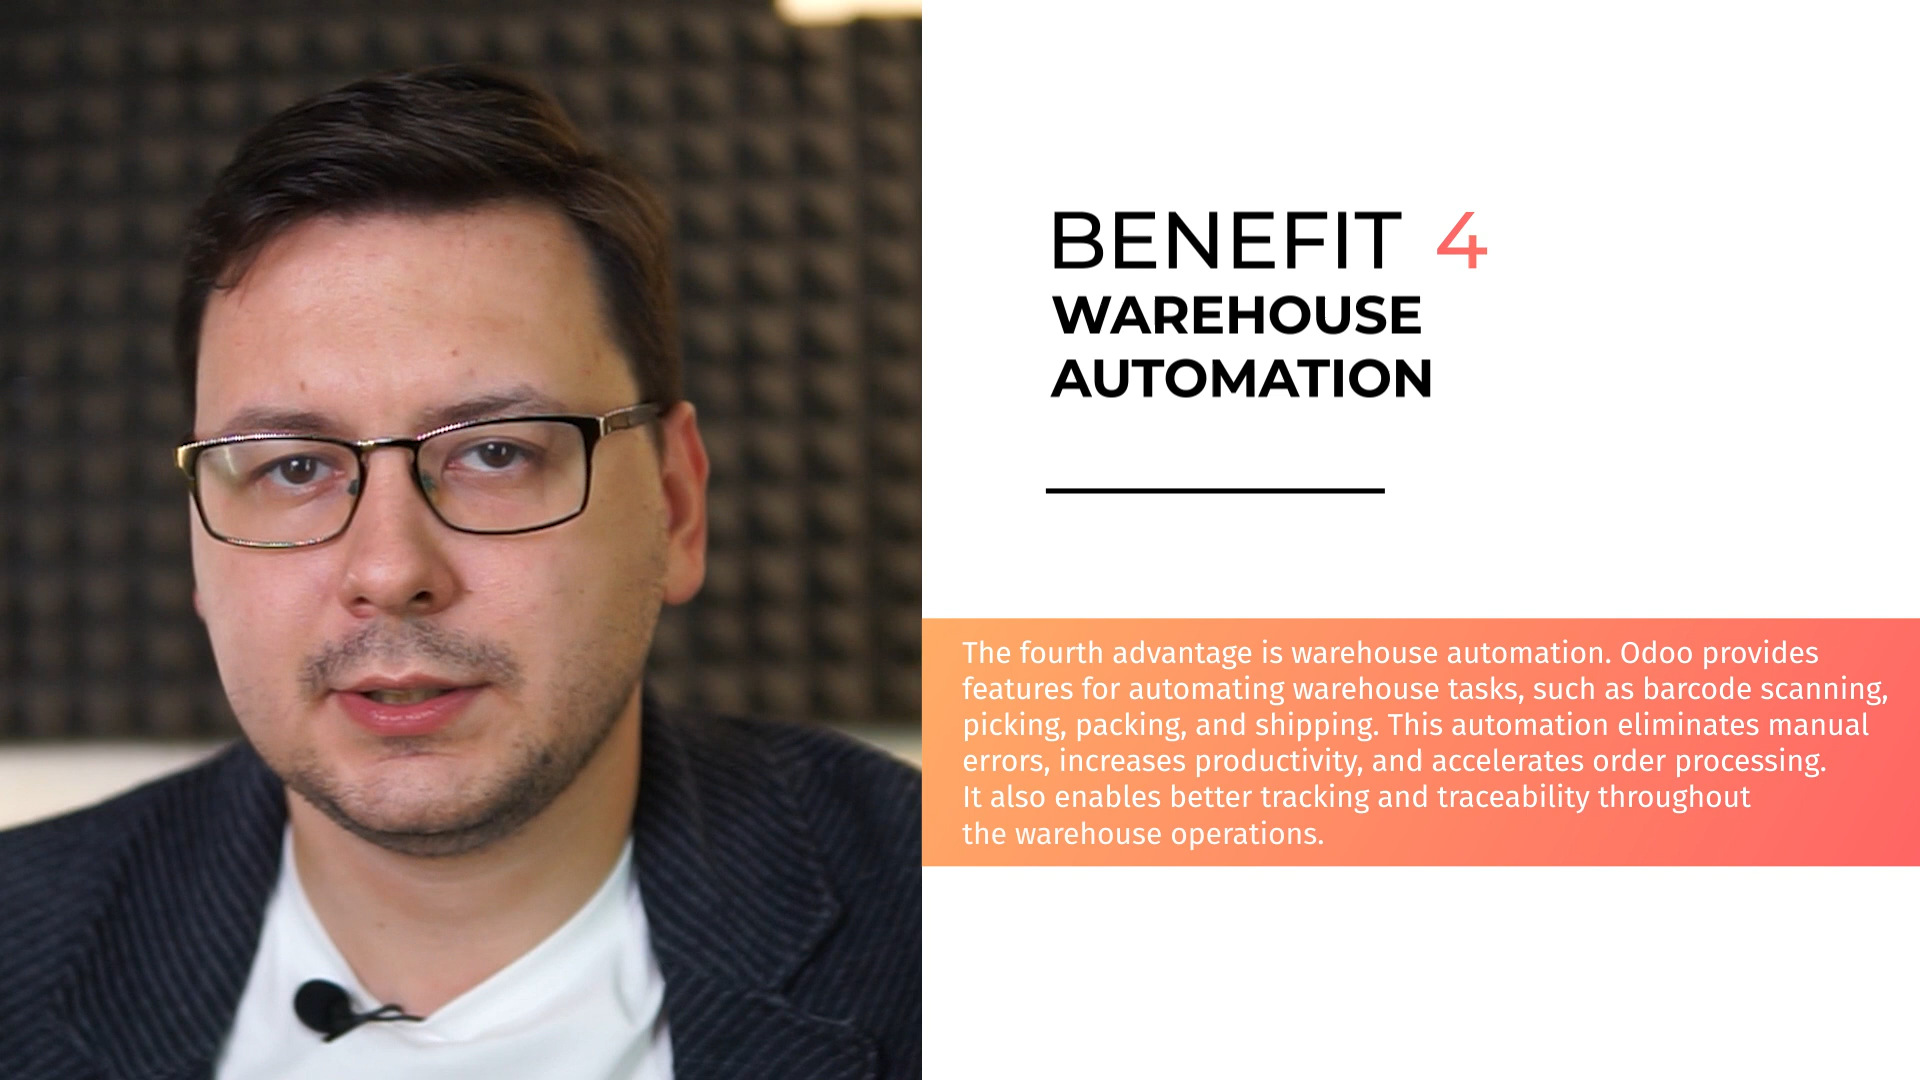 BENEFIT 4
WAREHOUSE
AUTOMATION
The fourth advantage is warehouse automation. Odoo provides
features for automating warehouse tasks, such as barcode scanning,
picking, packing, and shipping. This automation eliminates manual
errors, increases productivity, and accelerates order processing.
It also enables better tracking and traceability throughout
the warehouse operations.